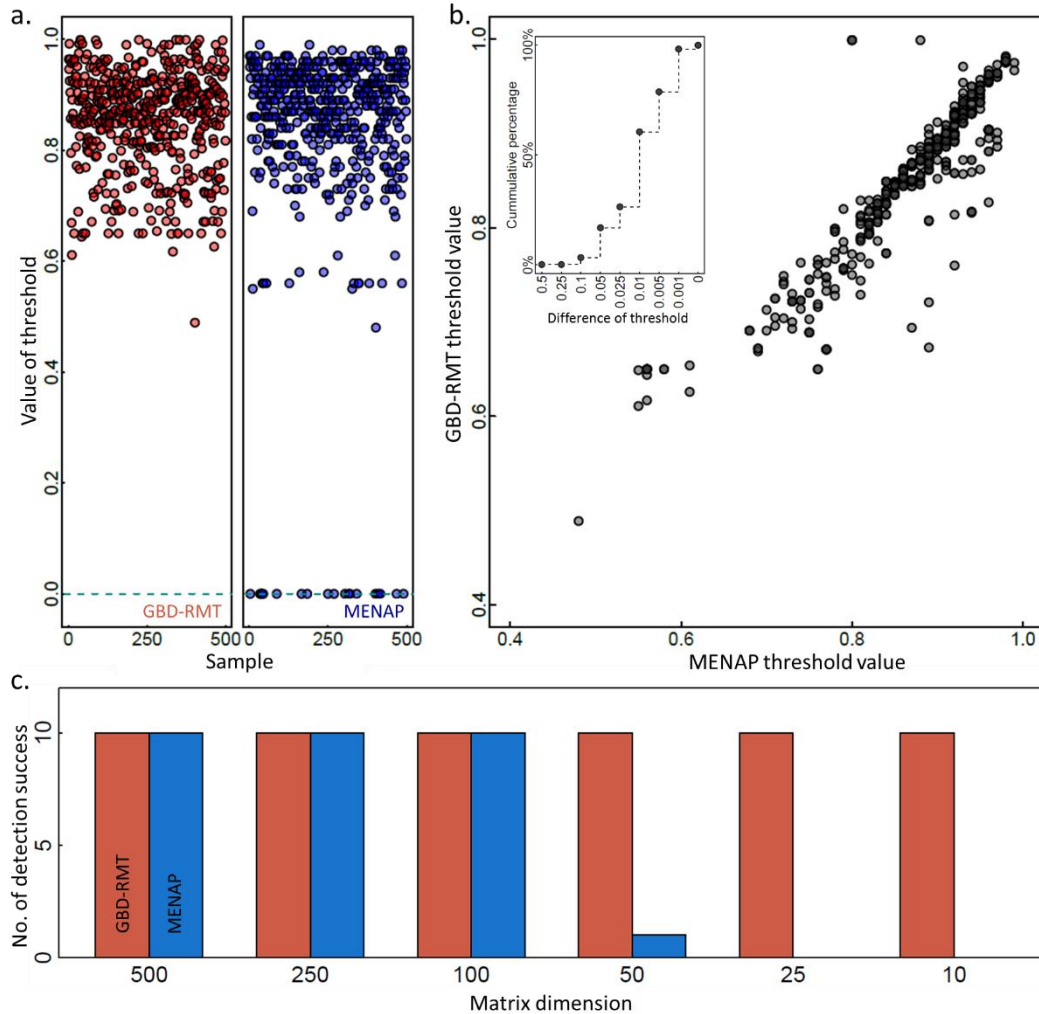 a.
Value of threshold
1.0
0.8
0.6
0.4
0.2
0.0
GBD-RMT
MENAP
0
250
500
0
250
500
Sample
b.
GBD-RMT threshold value
1.0
0.8
0.6
0.4
Cummulative percentage
100%
50%
0%
0.5
0.25
0.1
0.05
0.025
0.01
0.005
0.001
0
Difference of threshold
0.4
0.6
0.8
1.0
MENAP threshold value
c.
No. of detection success
10
5
0
GBD-RMT
MENAP
500
250
100
50
25
10
Matrix dimension